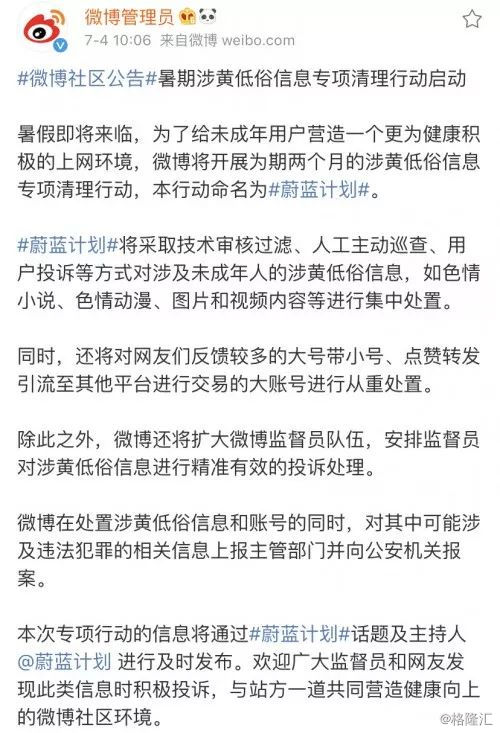 微博管理员
7-4 10:06 来自微博 weibo.com
#微博社区公告#暑期涉黄低俗信息专项清理行动启动
暑假即将来临，为了给未成年用户营造一个更为健康积
极的上网环境，微博将开展为期两个月的涉黄低俗信息
专项清理行动，本行动命名为#蔚蓝计划#。
#蔚蓝计划#将采取技术审核过滤、人工主动巡查、用
户投诉等方式对涉及未成年人的涉黄低俗信息，如色情
小说、色情动漫、图片和视频内容等进行集中处置。
同时，还将对网友们反馈较多的大号带小号、点赞转发
引流至其他平台进行交易的大账号进行从重处置。
除此之外，微博还将扩大微博监督员队伍，安排监督员
对涉黄低俗信息进行精准有效的投诉处理。
微博在处置涉黄低俗信息和账号的同时，对其中可能涉
及违法犯罪的相关信息上报主管部门并向公安机关报
案。
本次专项行动的信息将通过#蔚蓝计划#话题及主持人
@蔚蓝计划 进行及时发布。欢迎广大监督员和网友发
现此类信息时积极投诉，与站方一道共同营造健康向上
的微博社区环境。
@格隆汇